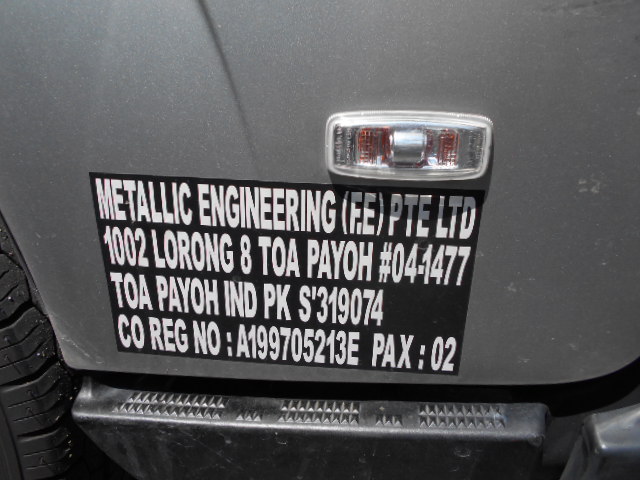 METALLIC ENGINEERING (F.E) PTE LTD
1002 LORONG 8 TOA PAYOH #04-1477
TOA PAYOH IND PK S'319074
CO REG NO : A199705213E PAX : 02